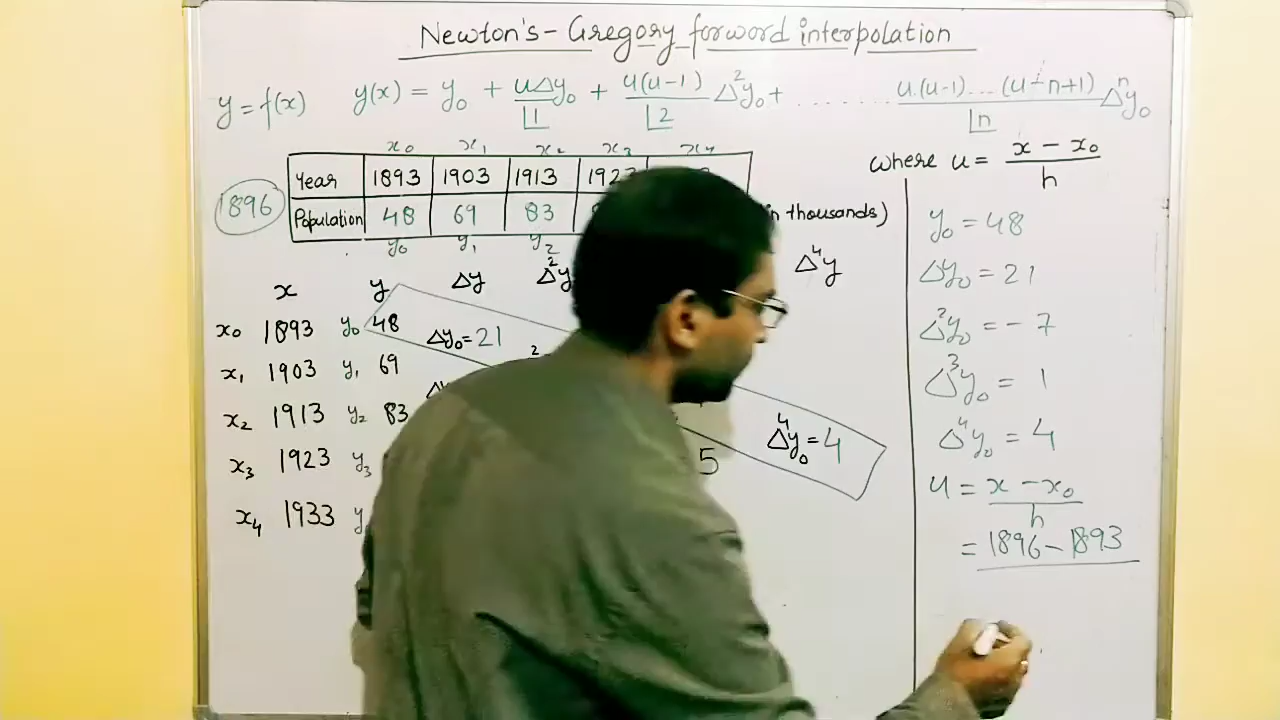 Newton's - Gregory forword interpolation
y = f(x) y(x) = y₀ + uΔy₀/⌊1 + u(u-1)/⌊2 Δ²y₀ + ....... u(u-1)...(u-n+1)/⌊n Δⁿy₀
where u = x - x₀ / h
x₀ x₁ x₂ x₃ x₄
Year 1893 1903 1913
1896
Population 48 69 83 thousands)
y₀ y₁ y₂
x y Δy Δ²y Δ⁴y
x₀ 1893 y₀ 48 Δy₀=21
x₁ 1903 y₁ 69
x₂ 1913 y₂ 83
x₃ 1923 y₃ 5
x₄ 1933 y
Δ⁴y₀ = 4
y₀ = 48
Δy₀ = 21
Δ²y₀ = - 7
Δ³y₀ = 1
Δ⁴y₀ = 4
u = x - x₀ / h
= 1896 - 1893